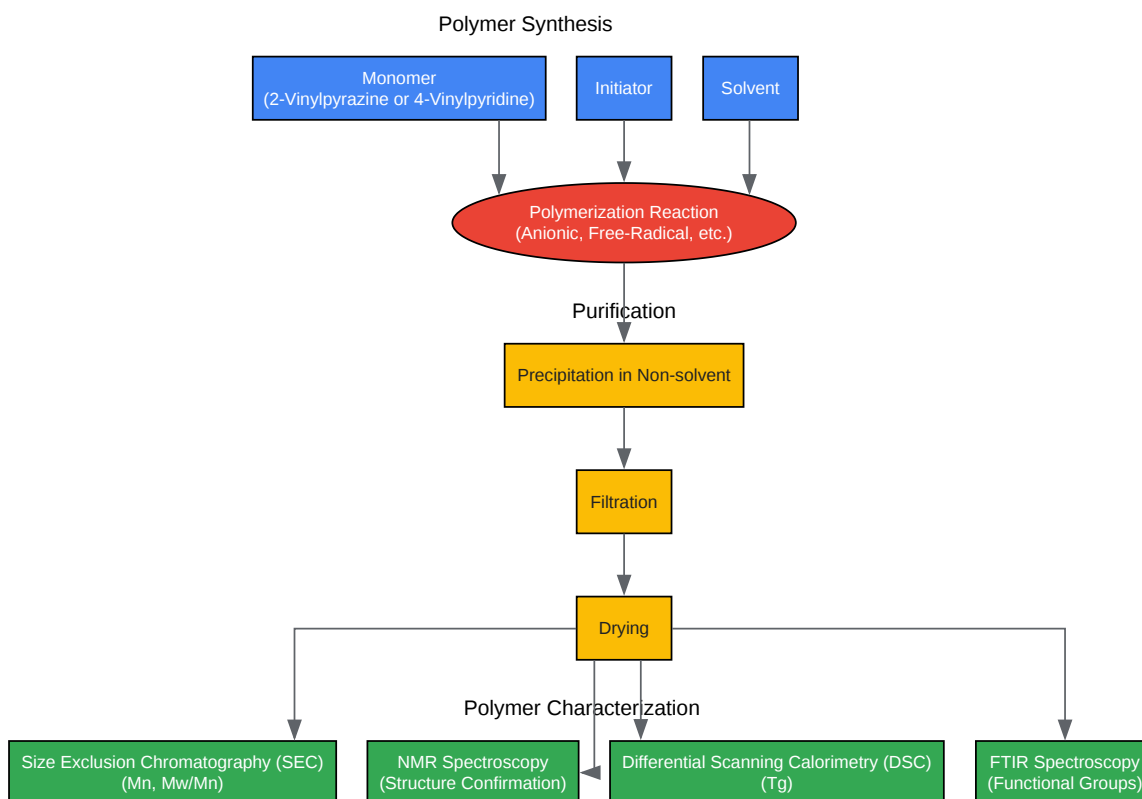 Polymer Synthesis
Monomer
(2-Vinylpyrazine or 4-Vinylpyridine)
Initiator
Solvent
Polymerization Reaction
(Anionic, Free-Radical, etc.)
Purification
Precipitation in Non-solvent
Filtration
Drying
Polymer Characterization
Size Exclusion Chromatography (SEC)
(Mn, Mw/Mn)
NMR Spectroscopy
(Structure Confirmation)
Differential Scanning Calorimetry (DSC)
(Tg)
FTIR Spectroscopy
(Functional Groups)